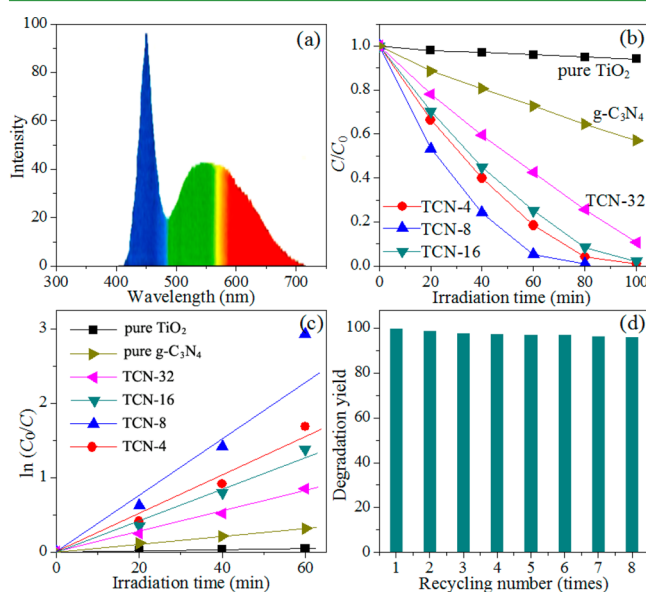 (a)
Intensity
100
80
60
40
20
0
300 400 500 600 700
Wavelength (nm)
(b)
C/C₀
1.0
0.8
0.6
0.4
0.2
0.0
pure TiO₂
g-C₃N₄
TCN-32
TCN-4
TCN-8
TCN-16
0 20 40 60 80 100
Irradiation time (min)
(c)
ln (C₀/C)
3
2
1
0
pure TiO₂
pure g-C₃N₄
TCN-32
TCN-16
TCN-8
TCN-4
0 20 40 60
Irradiation time (min)
(d)
Degradation yield
100
80
60
40
20
0
1 2 3 4 5 6 7 8
Recycling number (times)